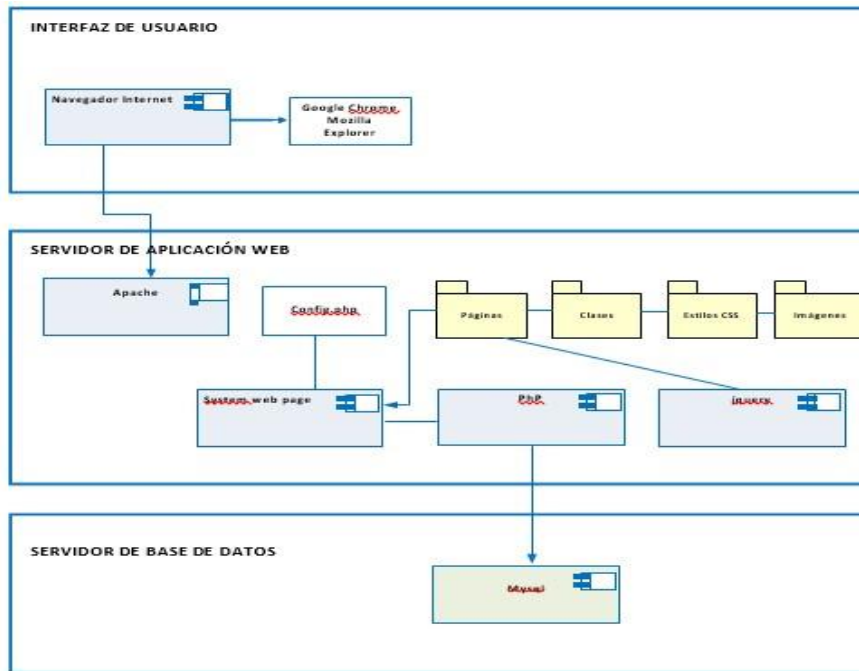 INTERFAZ DE USUARIO
Navegador Internet
Google Chrome
Mozilla
Explorer
SERVIDOR DE APLICACIÓN WEB
Apache
Config.php
Páginas
Clases
Estilos CSS
Imágenes
System web page
PhP
jquery
SERVIDOR DE BASE DE DATOS
Mysql